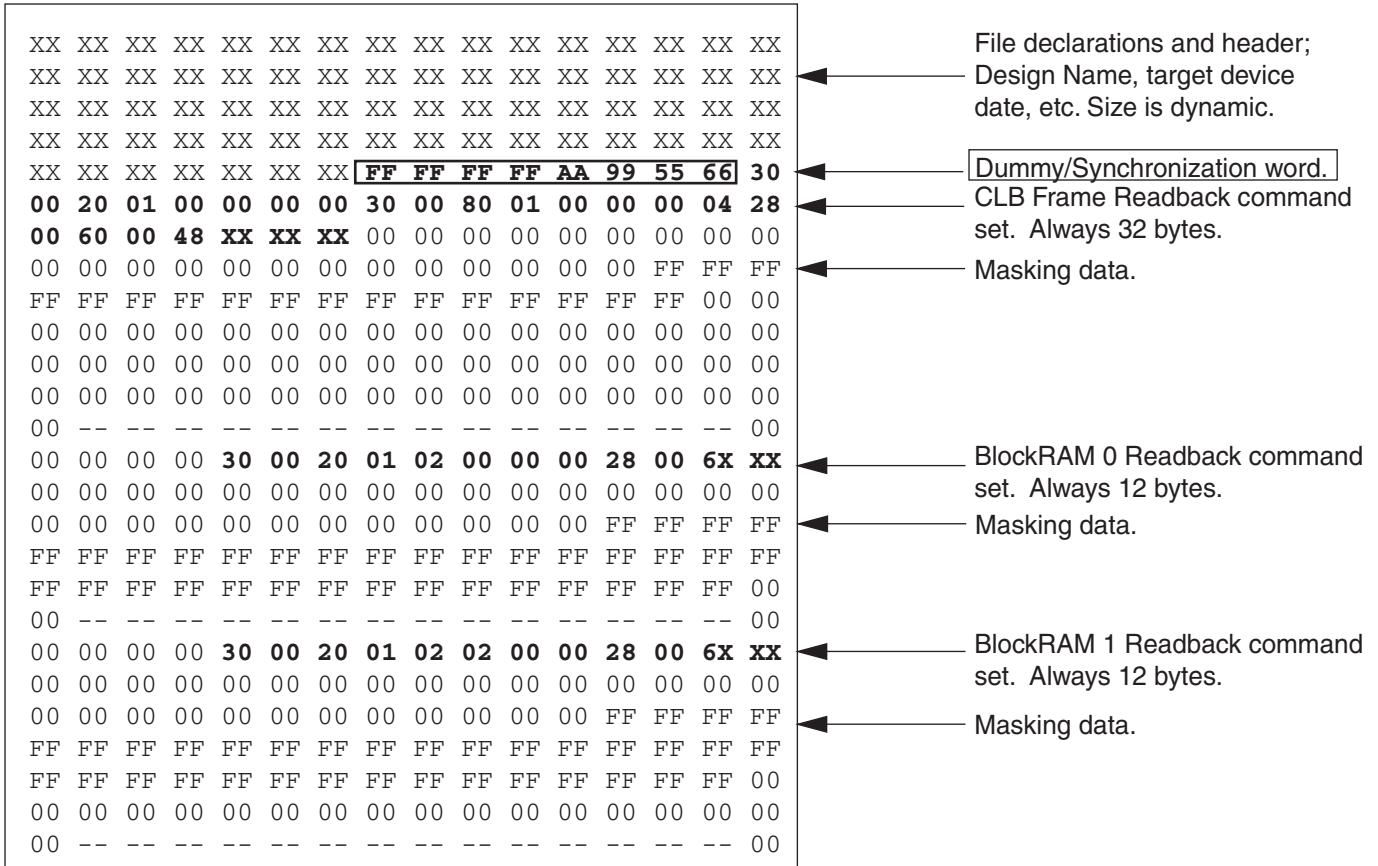 XX XX XX XX XX XX XX XX XX XX XX XX XX XX XX XX
XX XX XX XX XX XX XX XX XX XX XX XX XX XX XX XX
XX XX XX XX XX XX XX XX XX XX XX XX XX XX XX XX
XX XX XX XX XX XX XX XX XX XX XX XX XX XX XX XX
XX XX XX XX XX XX XX FF FF FF FF AA 99 55 66 30
00 20 01 00 00 00 00 30 00 80 01 00 00 00 04 28
00 60 00 48 XX XX XX 00 00 00 00 00 00 00 00 00
00 00 00 00 00 00 00 00 00 00 00 00 00 FF FF FF
FF FF FF FF FF FF FF FF FF FF FF FF FF FF 00 00
00 00 00 00 00 00 00 00 00 00 00 00 00 00 00 00
00 00 00 00 00 00 00 00 00 00 00 00 00 00 00 00
00 00 00 00 00 00 00 00 00 00 00 00 00 00 00 00
00 -- -- -- -- -- -- -- -- -- -- -- -- -- -- 00
00 00 00 00 30 00 20 01 02 00 00 00 28 00 6X XX
00 00 00 00 00 00 00 00 00 00 00 00 00 00 00 00
00 00 00 00 00 00 00 00 00 00 00 00 FF FF FF FF
FF FF FF FF FF FF FF FF FF FF FF FF FF FF FF FF
FF FF FF FF FF FF FF FF FF FF FF FF FF FF FF 00
00 -- -- -- -- -- -- -- -- -- -- -- -- -- -- 00
00 00 00 00 30 00 20 01 02 02 00 00 28 00 6X XX
00 00 00 00 00 00 00 00 00 00 00 00 00 00 00 00
00 00 00 00 00 00 00 00 00 00 00 00 FF FF FF FF
FF FF FF FF FF FF FF FF FF FF FF FF FF FF FF FF
FF FF FF FF FF FF FF FF FF FF FF FF FF FF FF 00
00 00 00 00 00 00 00 00 00 00 00 00 00 00 00 00
00 -- -- -- -- -- -- -- -- -- -- -- -- -- -- 00
File declarations and header;
Design Name, target device
date, etc. Size is dynamic.
Dummy/Synchronization word.
CLB Frame Readback command
set. Always 32 bytes.
Masking data.
BlockRAM 0 Readback command
set. Always 12 bytes.
Masking data.
BlockRAM 1 Readback command
set. Always 12 bytes.
Masking data.